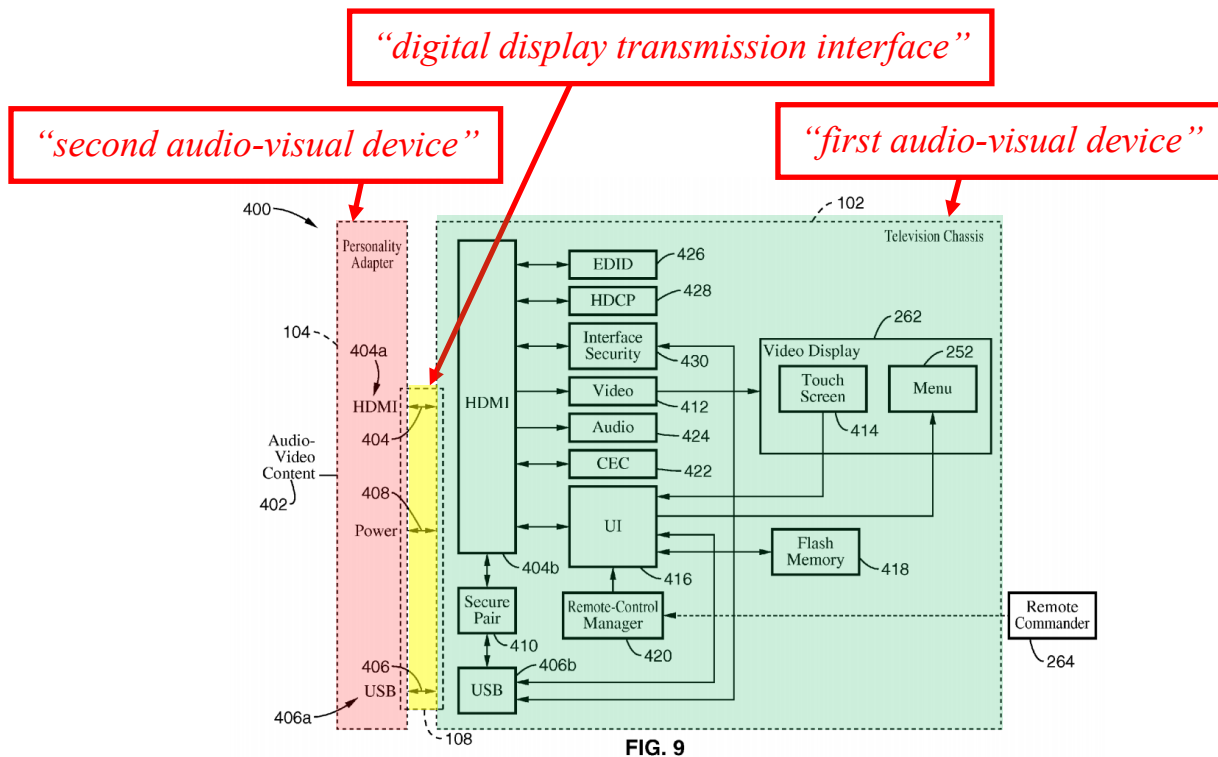 “digital display transmission interface”
“second audio-visual device”
“first audio-visual device”
400
102
Personality
Adapter
Television Chassis
EDID
426
HDCP
428
262
104
404a
Interface
Security
430
Video Display
252
HDMI
HDMI
Video
412
Touch
Screen
Menu
404
Audio
424
414
Audio-
Video
Content
402
CEC
422
408
Power
UI
Flash
Memory
404b
416
418
Secure
Pair
Remote-Control
Manager
Remote
Commander
410
420
264
406
406b
USB
USB
406a
108
FIG. 9